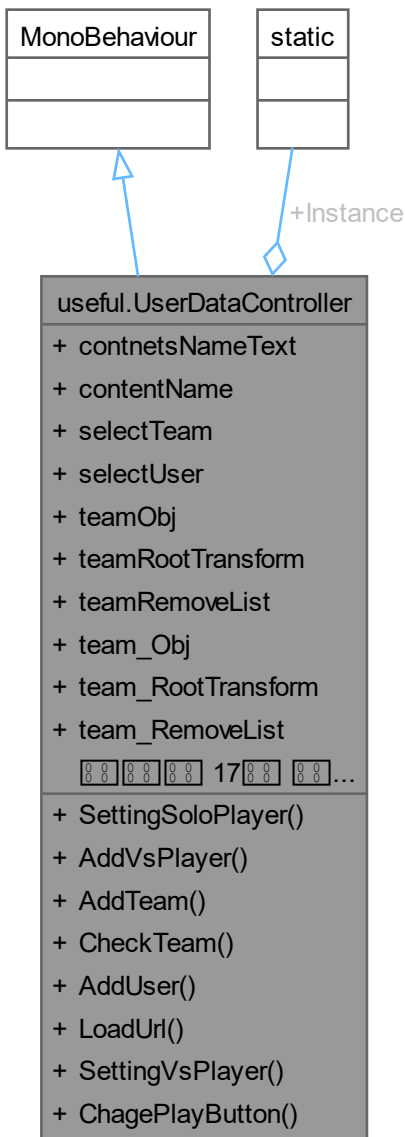 MonoBehaviour
static
+Instance
useful.UserDataController
+ contnetsNameText
+ contentName
+ selectTeam
+ selectUser
+ teamObj
+ teamRootTransform
+ teamRemoveList
+ team_Obj
+ team_RootTransform
+ team_RemoveList
17 ...
+ SettingSoloPlayer()
+ AddVsPlayer()
+ AddTeam()
+ CheckTeam()
+ AddUser()
+ LoadUrl()
+ SettingVsPlayer()
+ ChagePlayButton()